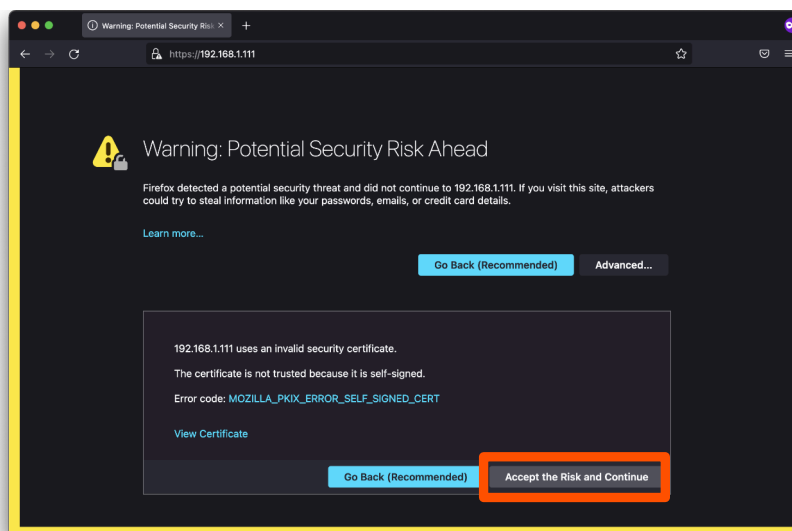 Warning: Potential Security Risk
https://192.168.1.111
Warning: Potential Security Risk Ahead
Firefox detected a potential security threat and did not continue to 192.168.1.111. If you visit this site, attackers
could try to steal information like your passwords, emails, or credit card details.
Learn more...
Go Back (Recommended)
Advanced...
192.168.1.111 uses an invalid security certificate.
The certificate is not trusted because it is self-signed.
Error code: MOZILLA_PKIX_ERROR_SELF_SIGNED_CERT
View Certificate
Go Back (Recommended)
Accept the Risk and Continue